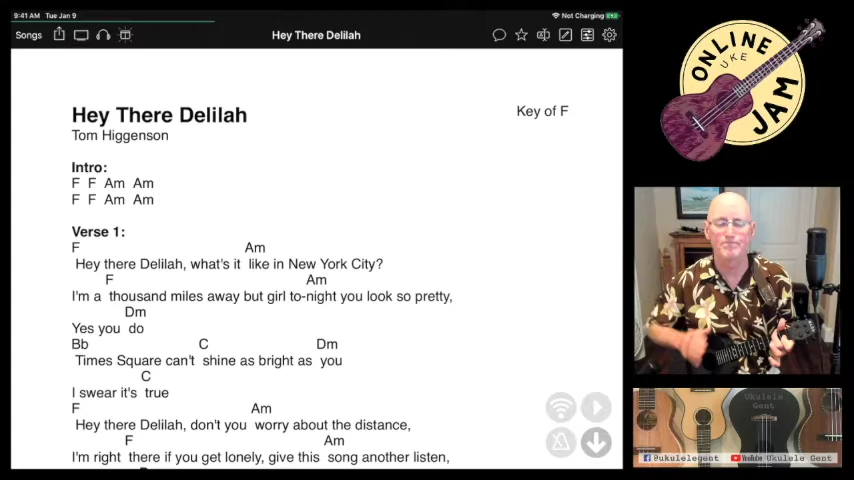 9:41 AM Tue Jan 9
Not Charging
Songs
Hey There Delilah
Hey There Delilah
Key of F
Tom Higgenson
Intro:
F F Am Am
F F Am Am
Verse 1:
F Am
Hey there Delilah, what's it like in New York City?
F Am
I'm a thousand miles away but girl to-night you look so pretty,
Dm
Yes you do
Bb C Dm
Times Square can't shine as bright as you
C
I swear it's true
F Am
Hey there Delilah, don't you worry about the distance,
F Am
I'm right there if you get lonely, give this song another listen,
ONLINE
UKE
JAM
Ukulele
Gent
@ukulelegent
YouTube Ukulele Gent